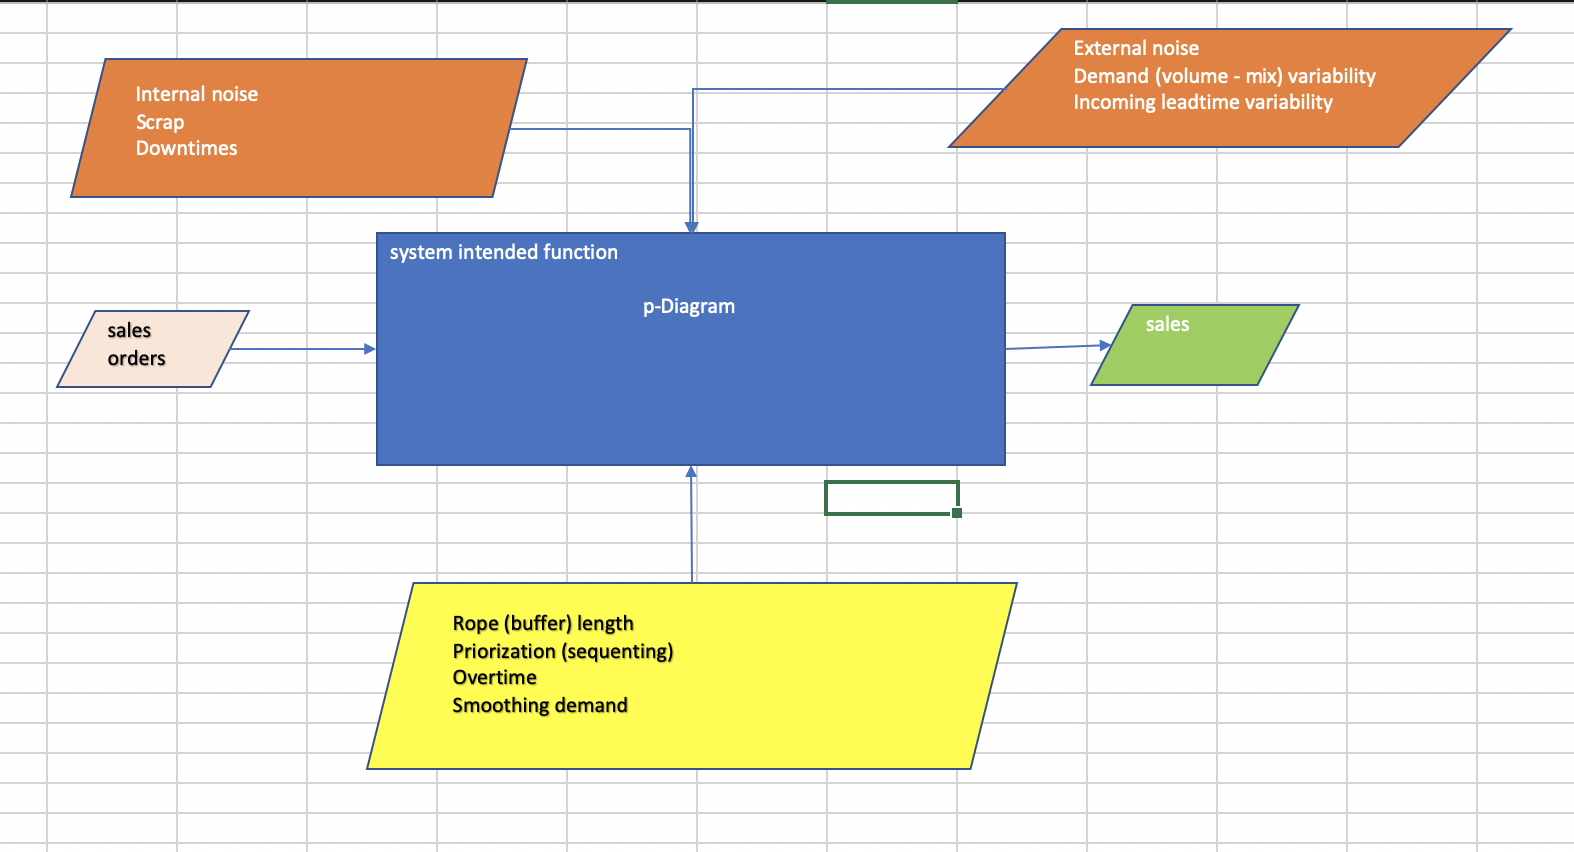 Internal noise
Scrap
Downtimes
External noise
Demand (volume - mix) variability
Incoming leadtime variability
system intended function
p-Diagram
sales
orders
sales
Rope (buffer) length
Priorization (sequenting)
Overtime
Smoothing demand